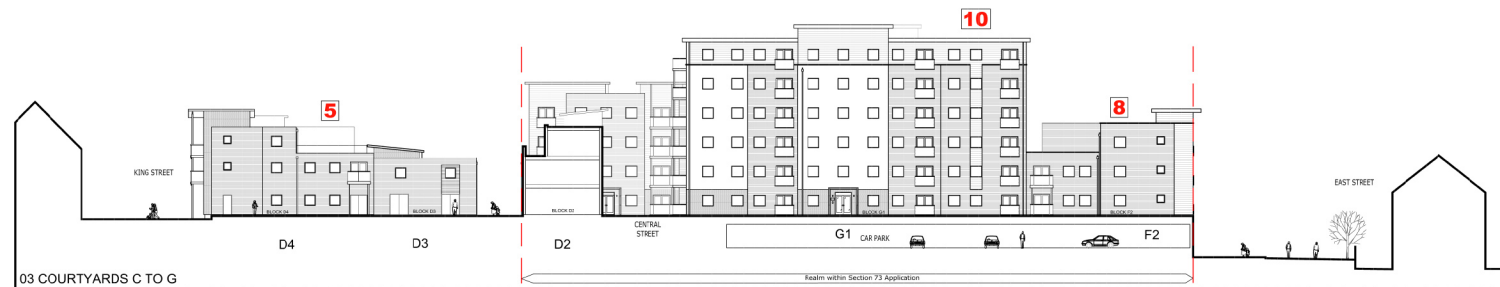 10
5
8
KING STREET
EAST STREET
BLOCK D4
BLOCK D3
BLOCK D2
BLOCK G1
BLOCK F2
CENTRAL
STREET
D4
D3
D2
G1
CAR PARK
F2
03 COURTYARDS C TO G
Realm within Section 73 Application